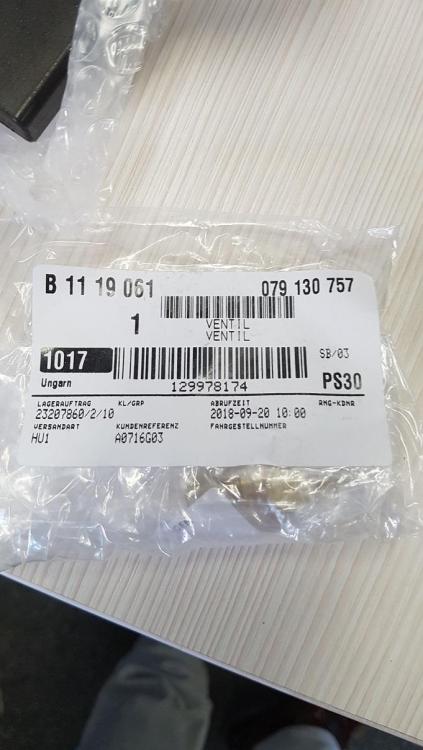 B 11 19 061
079 130 757
1
VENTIL
VENTIL
1017
SB/03
Ungarn
129978174
PS30
LAGERAUFTRAG KL/GRP ABRUFZEIT RNG-KDNR
23207860/2/10 2018-09-20 10:00
VERSANDART KUNDENREFERENZ FAHRGESTELLNUMMER
HU1 A0716G03